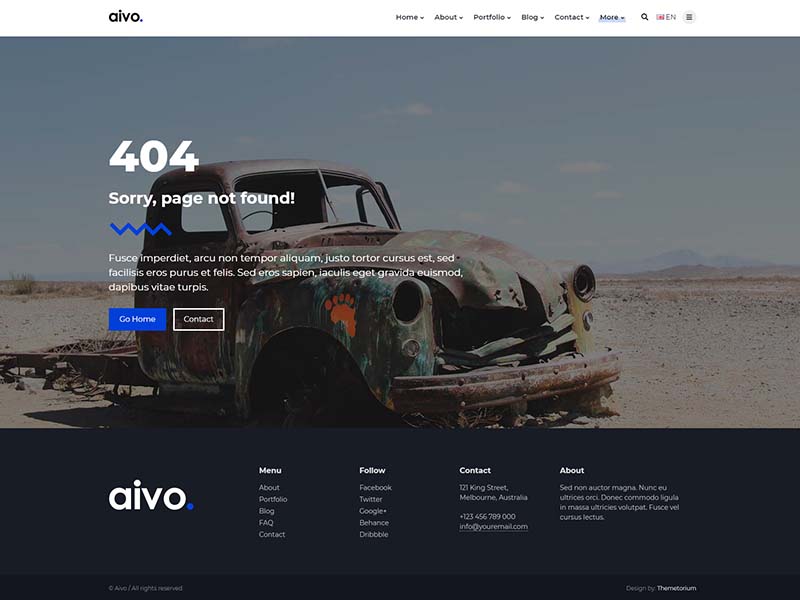 aivo.
Home About Portfolio Blog Contact More EN
404
Sorry, page not found!
Fusce imperdiet, arcu non tempor aliquam, justo tortor cursus est, sed
facilisis eros purus et felis. Sed eros sapien, iaculis eget gravida euismod,
dapibus vitae turpis.
Go Home Contact
aivo.
Menu
About
Portfolio
Blog
FAQ
Contact
Follow
Facebook
Twitter
Google+
Behance
Dribbble
Contact
121 King Street,
Melbourne, Australia
+123 456 789 000
info@youremail.com
About
Sed non auctor magna. Nunc eu
ultrices orci. Donec commodo ligula
in massa ultricies volutpat. Fusce vel
cursus lectus.
© Aivo / All rights reserved
Design by: Themetorium